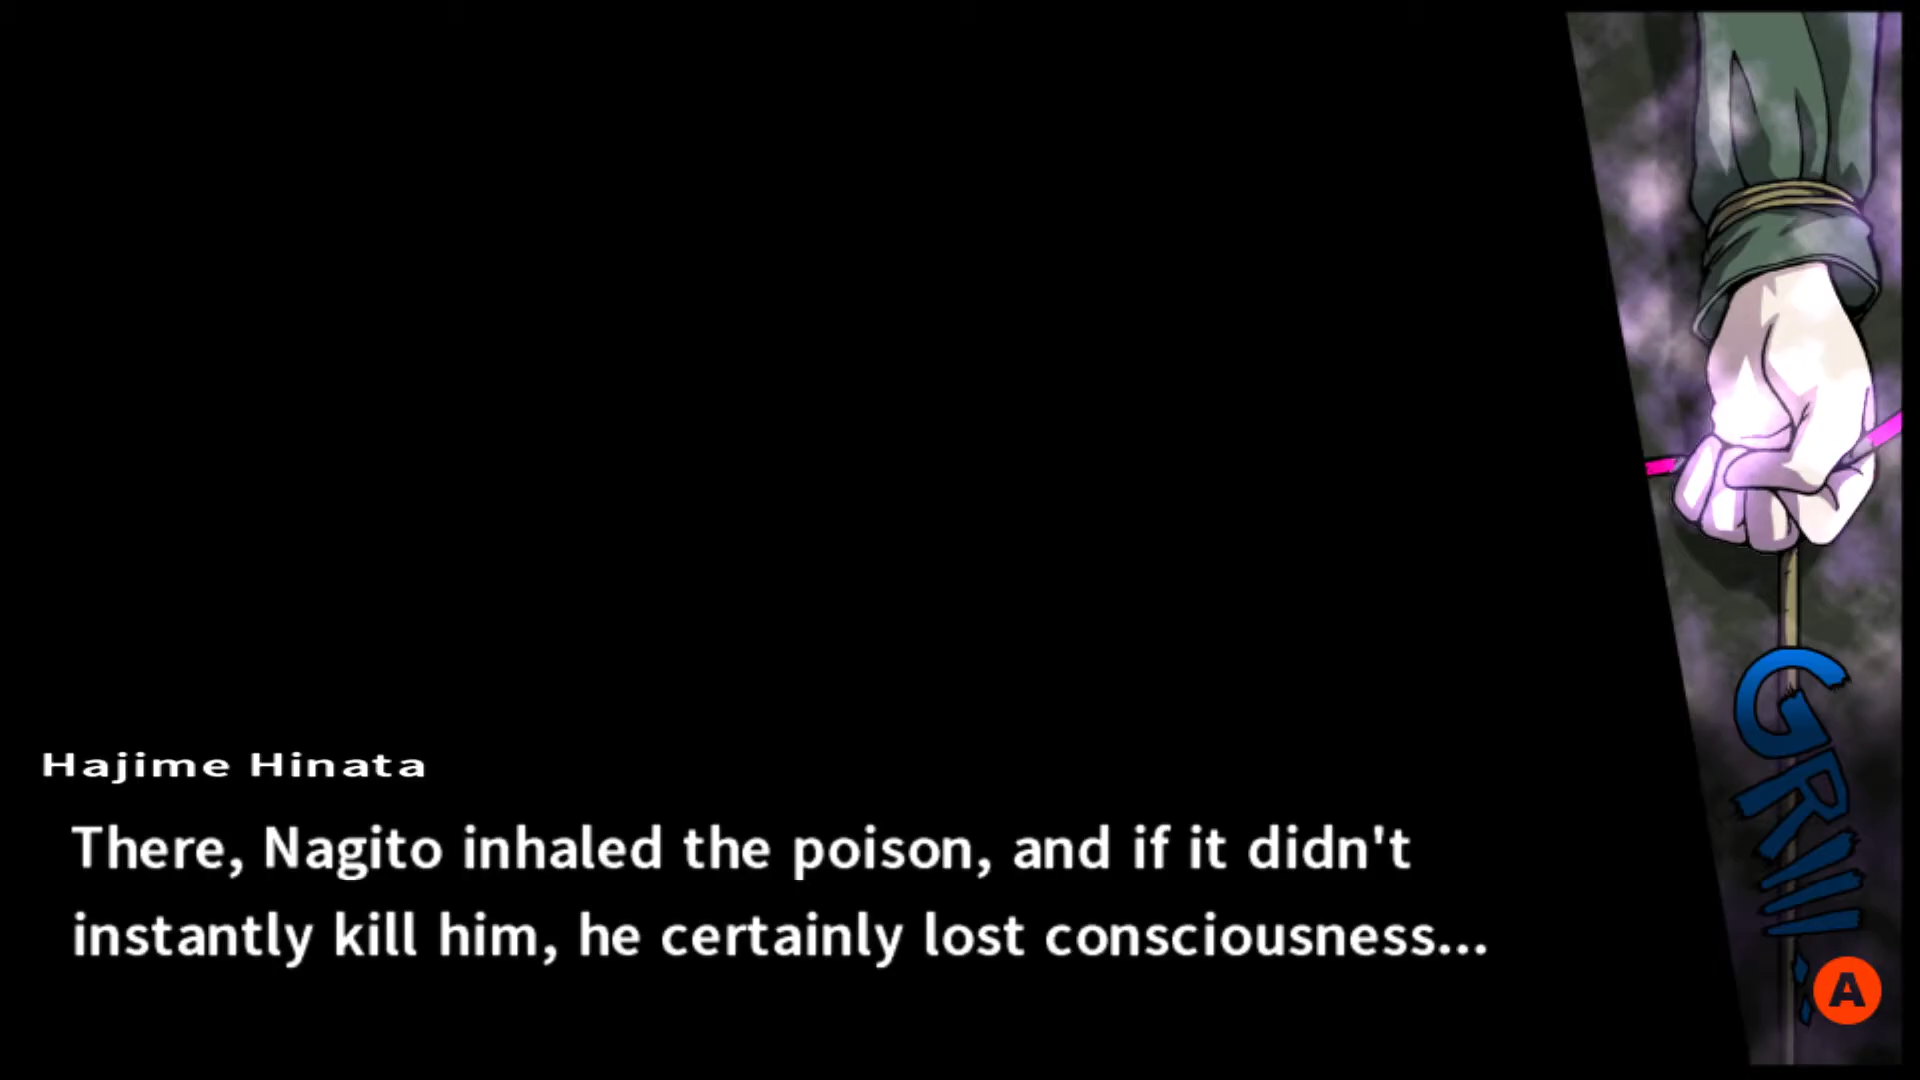 Hajime Hinata
There, Nagito inhaled the poison, and if it didn't
instantly kill him, he certainly lost consciousness...
GRIII
A